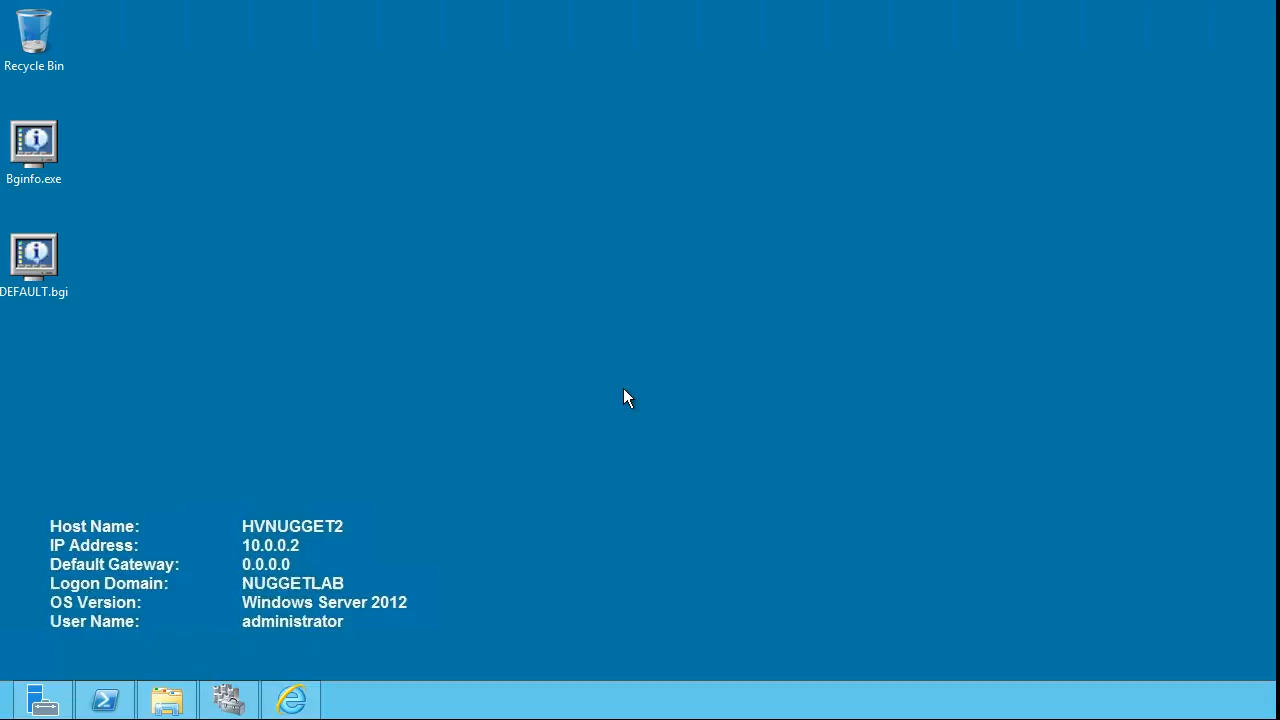 Recycle Bin
Bginfo.exe
DEFAULT.bgi
Host Name: HVNUGGET2
IP Address: 10.0.0.2
Default Gateway: 0.0.0.0
Logon Domain: NUGGETLAB
OS Version: Windows Server 2012
User Name: administrator